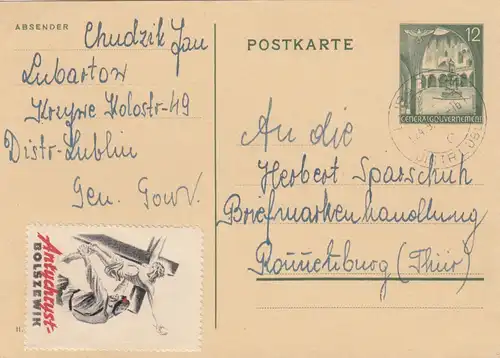 ABSENDER
Chudzik Jan
Lubartow
Krzywe Kolostr-49
Distr-Lublin
Gen. Gouv.
POSTKARTE
12
GENERALGOUVERNEMENT
An die
Herbert Sparschuh
Briefmarkenhandlung
Ronneburg (Thür)
Antychryst-
BOLSZEWIK